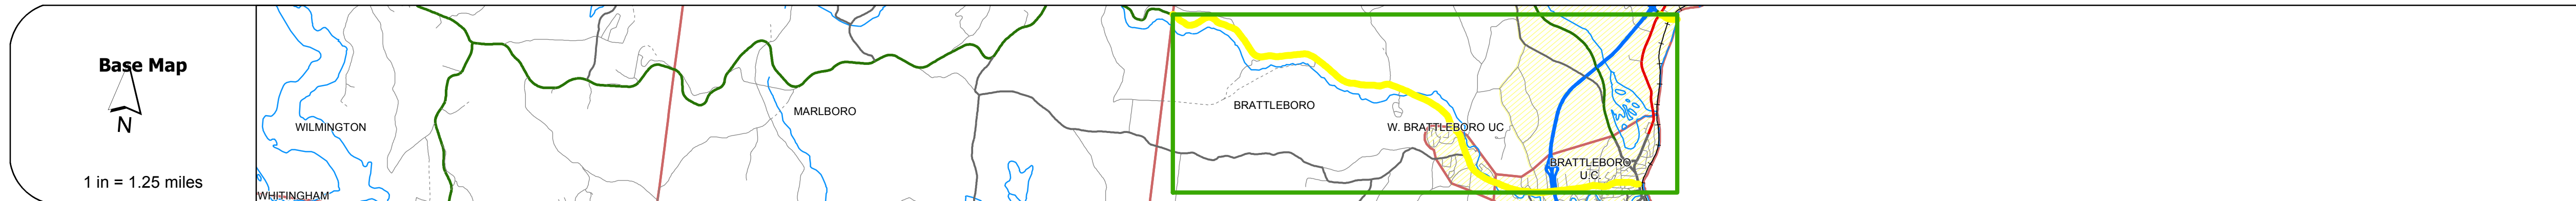 Base Map
N
1 in = 1.25 miles
WILMINGTON
WHITINGHAM
MARLBORO
BRATTLEBORO
W. BRATTLEBORO UC
BRATTLEBORO
U.C.